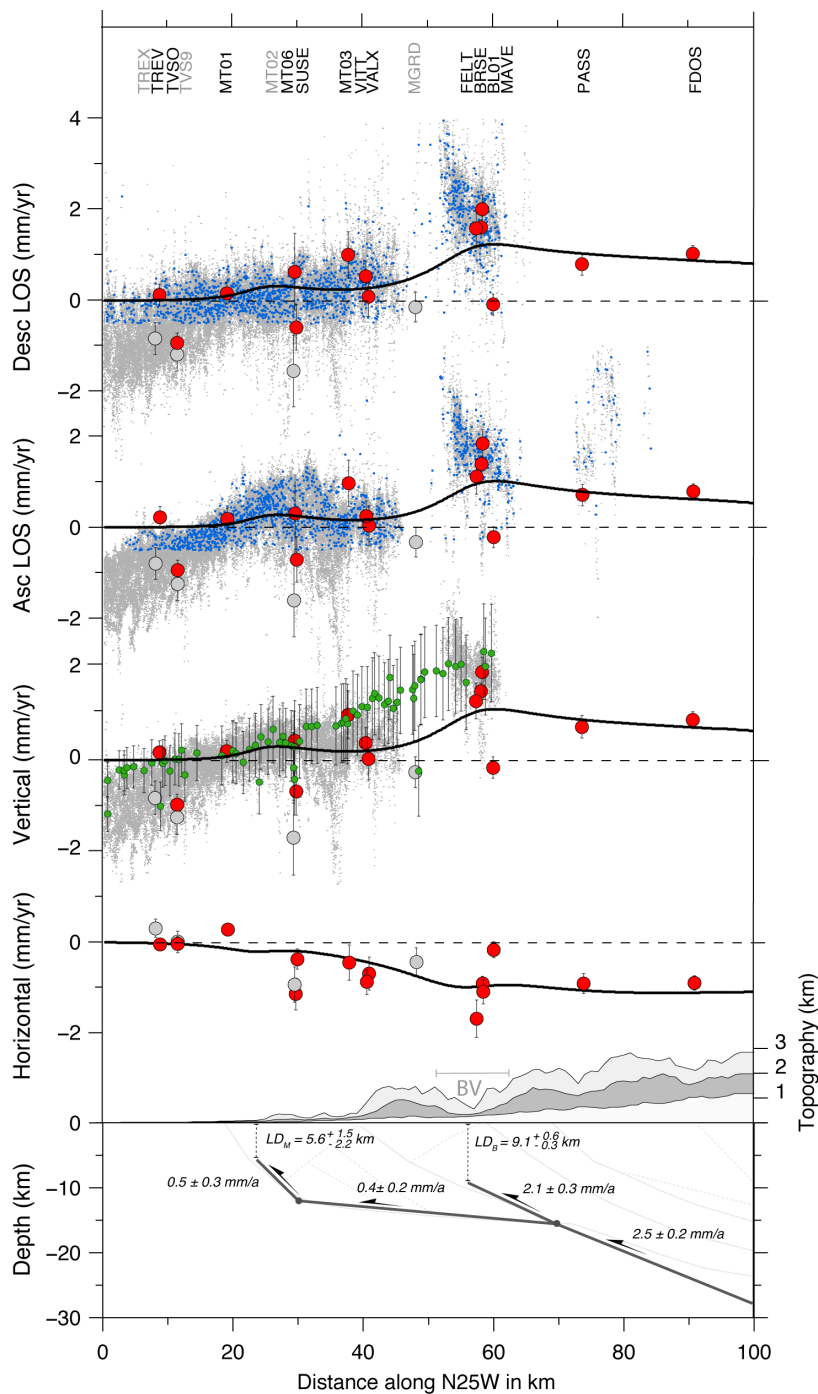 TREX
TREV
TVSO
TVS9
MT01
MT02
MT06
SUSE
MT03
VITT
VALX
MGRD
FELT
BRSE
BL01
MAVE
PASS
FDOS
Desc LOS (mm/yr)
4
2
0
−2
Asc LOS (mm/yr)
2
0
−2
Vertical (mm/yr)
2
0
−2
Horizontal (mm/yr)
0
−2
BV
3
2
1
Topography (km)
Depth (km)
0
−10
−20
−30
LD_M = 5.6 + 1.5 - 2.2 km
LD_B = 9.1 + 0.6 - 0.3 km
0.5 ± 0.3 mm/a
0.4± 0.2 mm/a
2.1 ± 0.3 mm/a
2.5 ± 0.2 mm/a
0 20 40 60 80 100
Distance along N25W in km